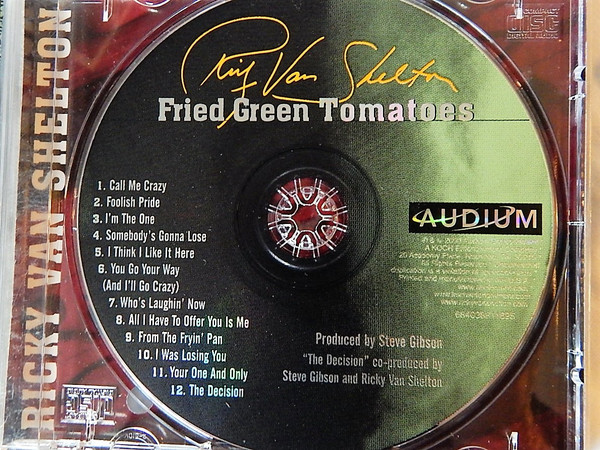 RICKY VAN SHELTON
COMPACT
DISC
DIGITAL AUDIO
Ricky Van Shelton
Fried Green Tomatoes
1. Call Me Crazy
2. Foolish Pride
3. I'm The One
4. Somebody's Gonna Lose
5. I Think I Like It Here
6. You Go Your Way
(And I'll Go Crazy)
7. Who's Laughin' Now
8. All I Have To Offer You Is Me
9. From The Fryin' Pan
10. I Was Losing You
11. Your One And Only
12. The Decision
AUDIUM
Produced by Steve Gibson
"The Decision" co-produced by
Steve Gibson and Ricky Van Shelton